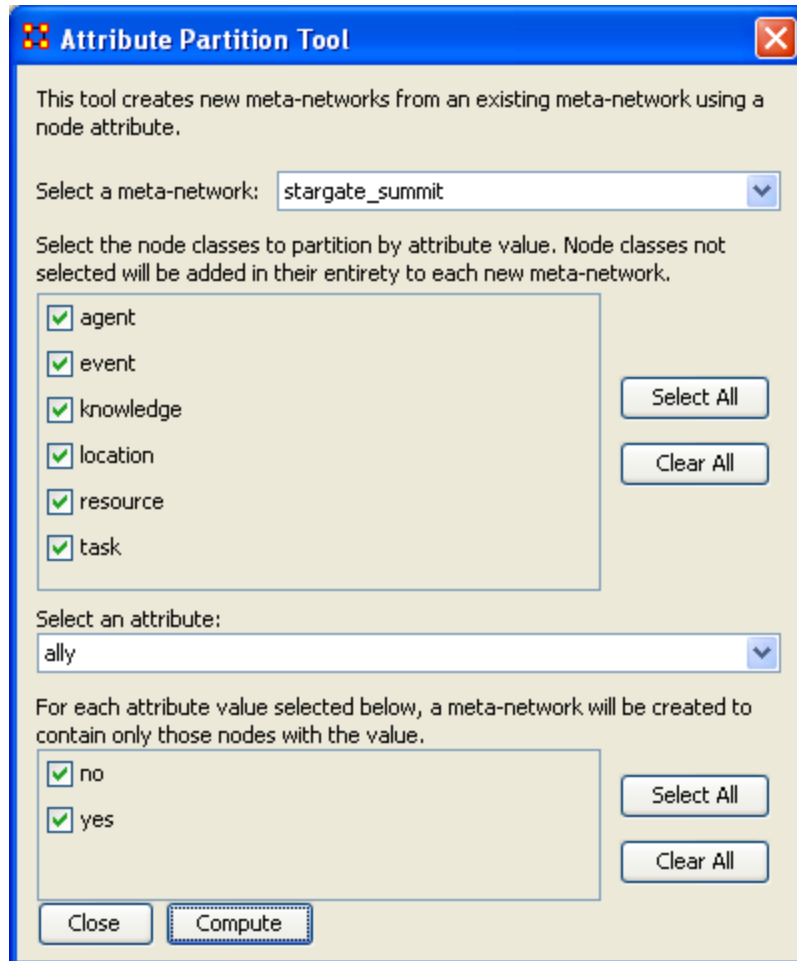 Attribute Partition Tool
This tool creates new meta-networks from an existing meta-network using a
node attribute.
Select a meta-network: stargate_summit
Select the node classes to partition by attribute value. Node classes not
selected will be added in their entirety to each new meta-network.
agent
event
knowledge
location
resource
task
Select All
Clear All
Select an attribute:
ally
For each attribute value selected below, a meta-network will be created to
contain only those nodes with the value.
no
yes
Select All
Clear All
Close Compute